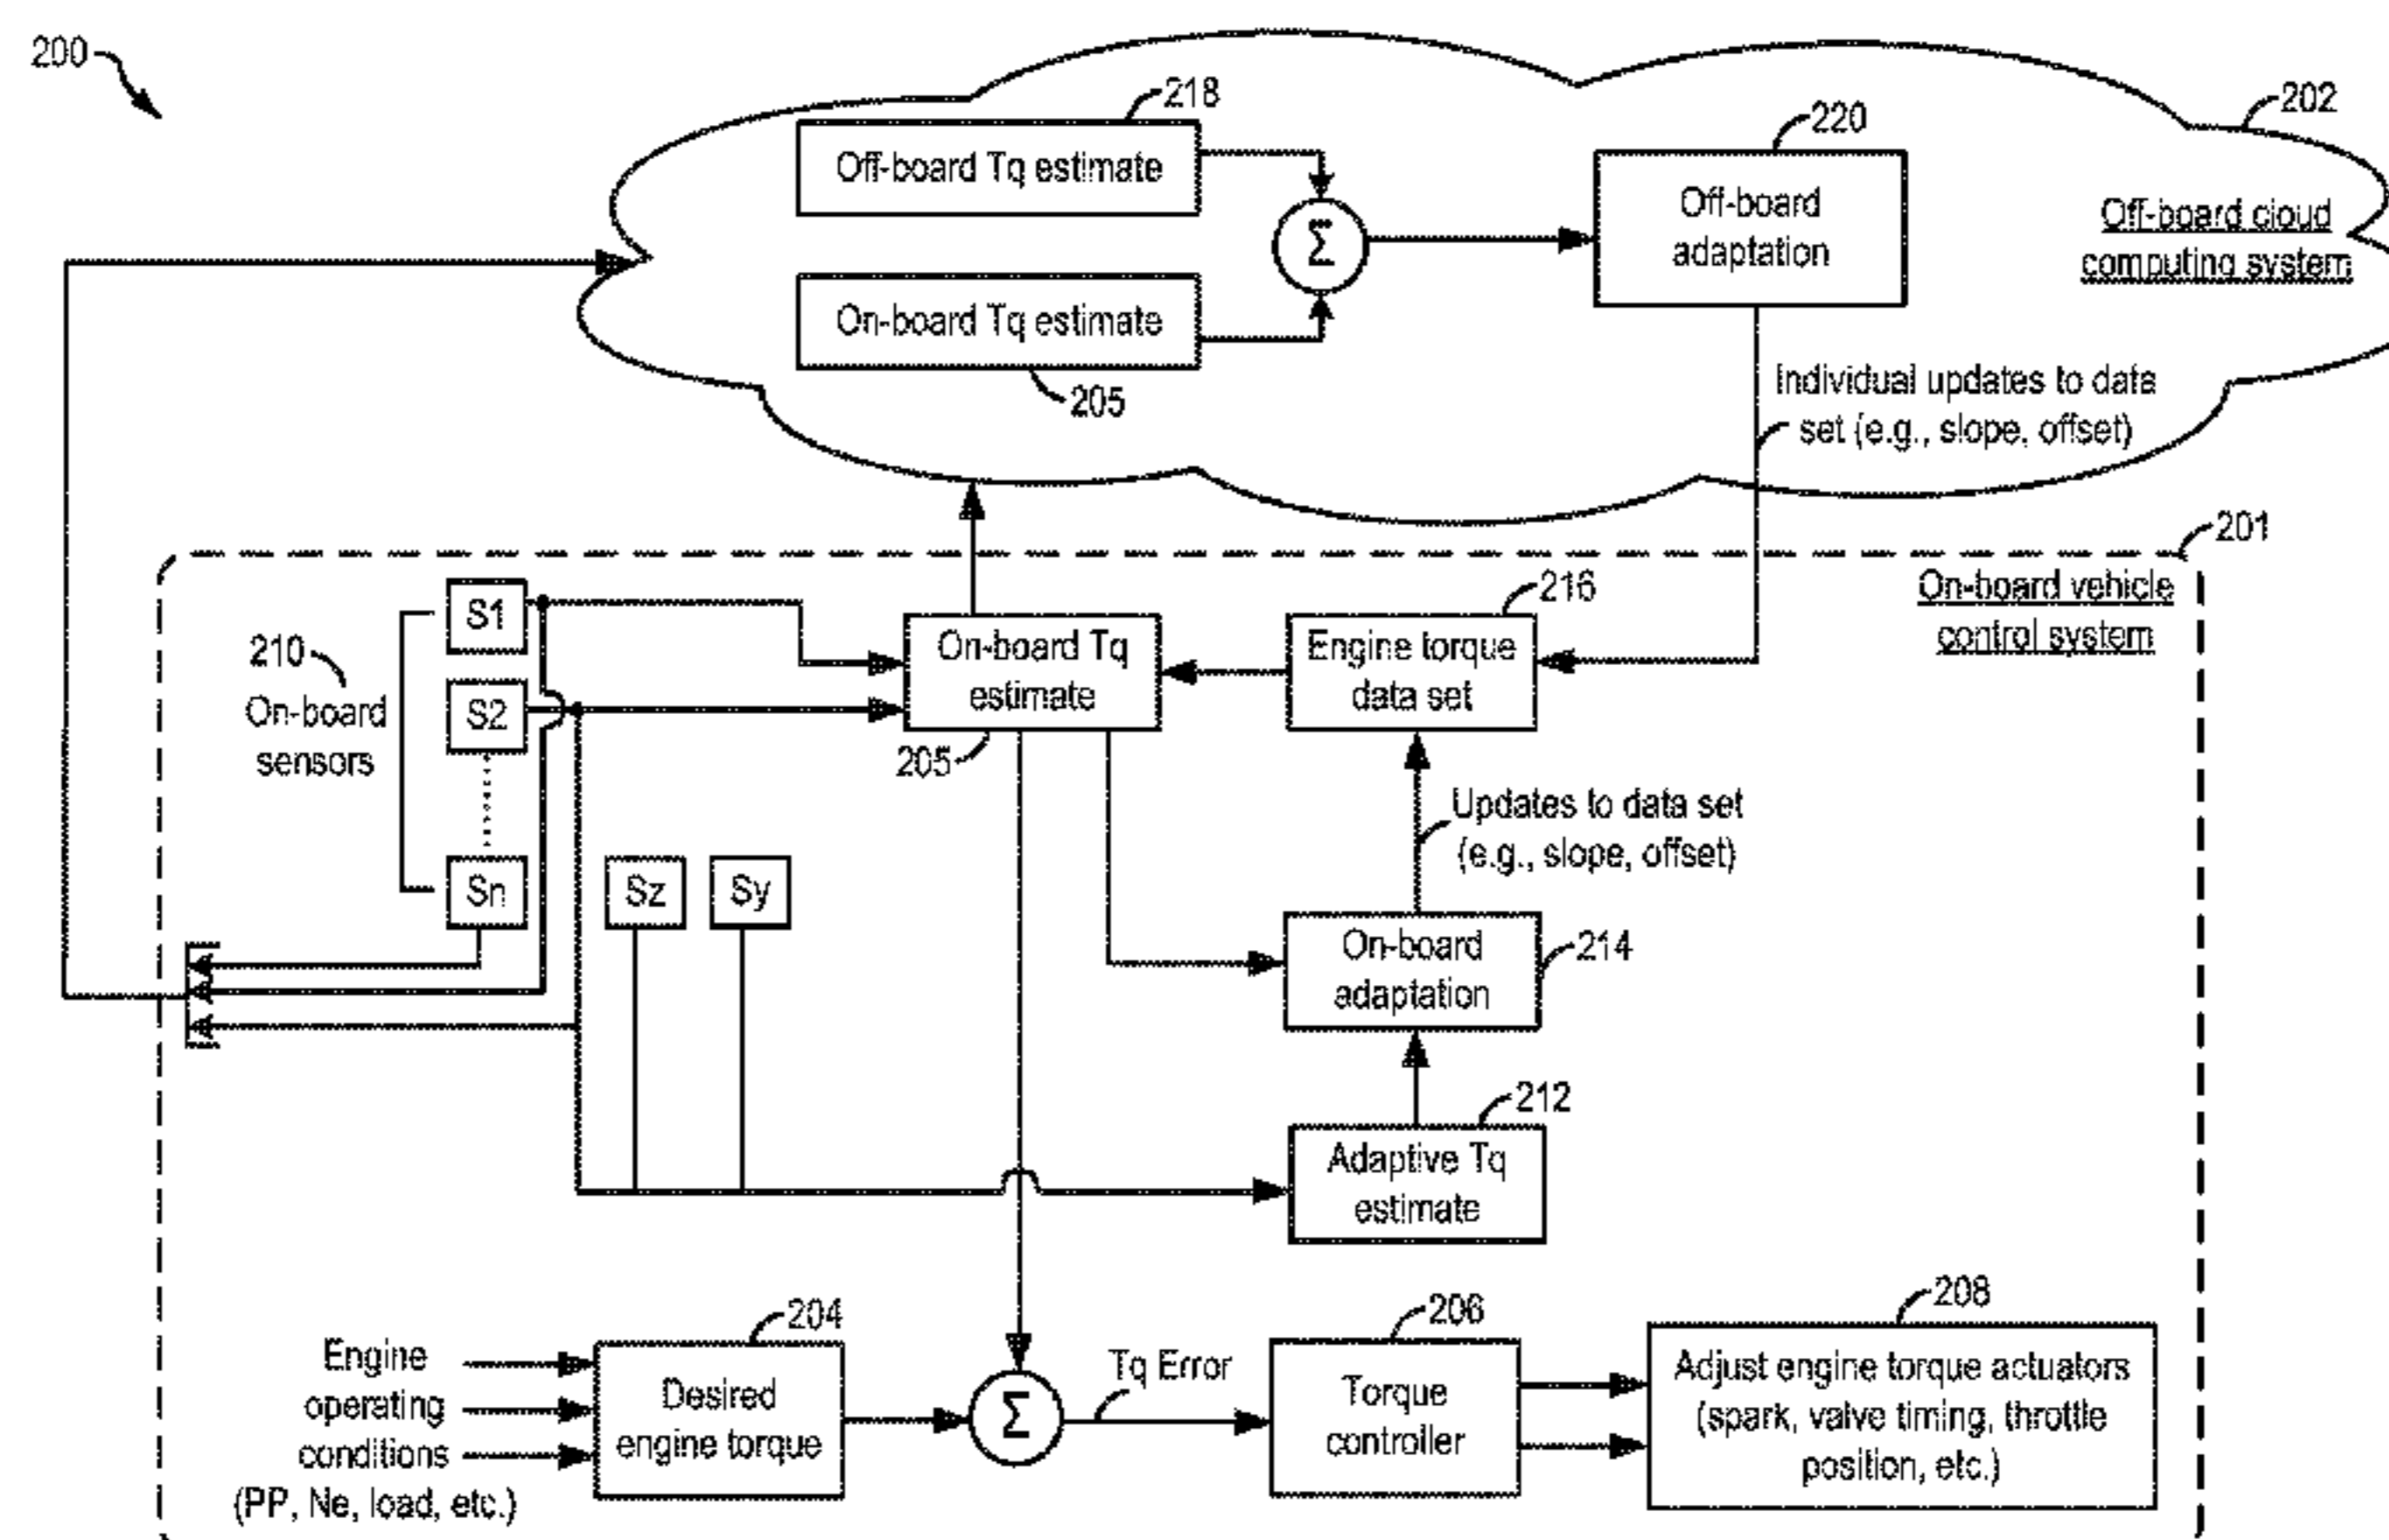 200
218
Off-board Tq estimate
Σ
On-board Tq estimate
205
220
Off-board
adaptation
202
Off-board cloud
computing system
Individual updates to data
set (e.g., slope, offset)
201
On-board vehicle
control system
210
On-board
sensors
S1
S2
Sn
Sz
Sy
On-board Tq
estimate
205
216
Engine torque
data set
Updates to data set
(e.g., slope, offset)
On-board
adaptation
214
212
Adaptive Tq
estimate
Engine
operating
conditions
(PP, Ne, load, etc.)
204
Desired
engine torque
Σ
Tq Error
206
Torque
controller
208
Adjust engine torque actuators
(spark, valve timing, throttle
position, etc.)